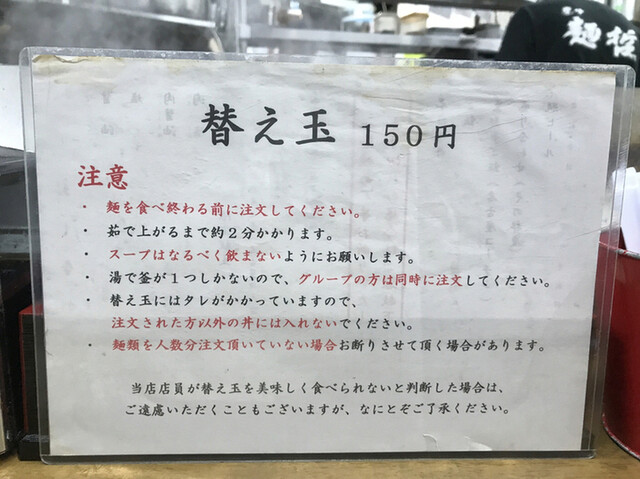 麺哲
替え玉 150円
注意
・ 麺を食べ終わる前に注文してください。
・ 茹で上がるまで約2分かかります。
・ スープはなるべく飲まないようにお願いします。
・ 湯で釜が1つしかないので、グループの方は同時に注文してください。
・ 替え玉にはタレがかかっていますので、
注文された方以外の丼には入れないでください。
・ 麺類を人数分注文頂いていない場合お断りさせて頂く場合があります。
当店店員が替え玉を美味しく食べられないと判断した場合は、
ご遠慮いただくこともございますが、なにとぞご了承ください。